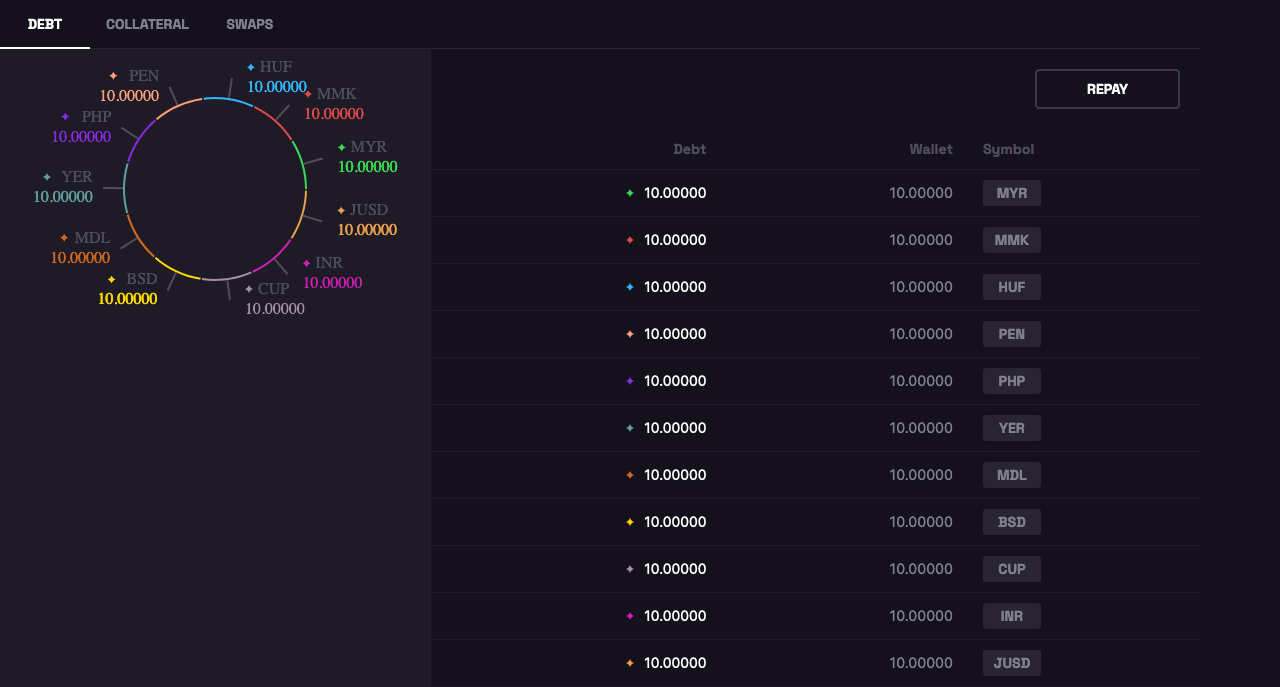 DEBT COLLATERAL SWAPS
✦ HUF
10.00000
✦ MMK
10.00000
✦ MYR
10.00000
✦ JUSD
10.00000
✦ INR
10.00000
✦ CUP
10.00000
✦ BSD
10.00000
✦ MDL
10.00000
✦ YER
10.00000
✦ PHP
10.00000
✦ PEN
10.00000
REPAY
Debt Wallet Symbol
✦ 10.00000 10.00000 MYR
✦ 10.00000 10.00000 MMK
✦ 10.00000 10.00000 HUF
✦ 10.00000 10.00000 PEN
✦ 10.00000 10.00000 PHP
✦ 10.00000 10.00000 YER
✦ 10.00000 10.00000 MDL
✦ 10.00000 10.00000 BSD
✦ 10.00000 10.00000 CUP
✦ 10.00000 10.00000 INR
✦ 10.00000 10.00000 JUSD